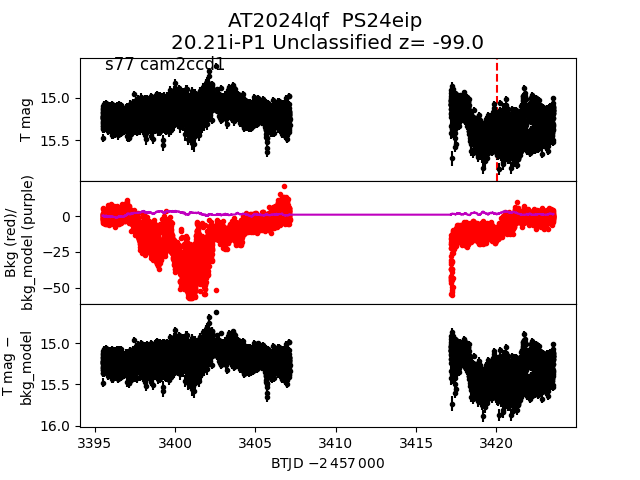 AT2024lqf  PS24eip
20.21i-P1 Unclassified z= -99.0
s77 cam2ccd1
T mag
15.0
15.5
Bkg (red)/
bkg_model (purple)
0
−25
−50
T mag −
bkg_model
15.0
15.5
16.0
3395
3400
3405
3410
3415
3420
BTJD −2 457 000